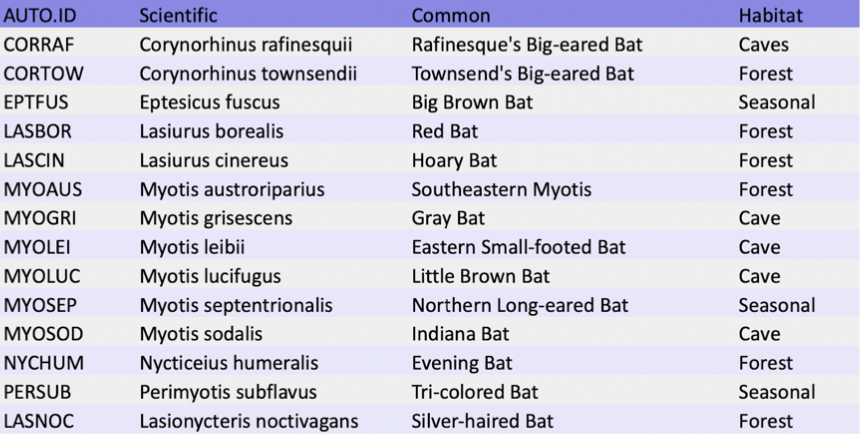 AUTO.ID Scientific Common Habitat
CORRAF Corynorhinus rafinesquii Rafinesque's Big-eared Bat Caves
CORTOW Corynorhinus townsendii Townsend's Big-eared Bat Forest
EPTFUS Eptesicus fuscus Big Brown Bat Seasonal
LASBOR Lasiurus borealis Red Bat Forest
LASCIN Lasiurus cinereus Hoary Bat Forest
MYOAUS Myotis austroriparius Southeastern Myotis Forest
MYOGRI Myotis grisescens Gray Bat Cave
MYOLEI Myotis leibii Eastern Small-footed Bat Cave
MYOLUC Myotis lucifugus Little Brown Bat Cave
MYOSEP Myotis septentrionalis Northern Long-eared Bat Seasonal
MYOSOD Myotis sodalis Indiana Bat Cave
NYCHUM Nycticeius humeralis Evening Bat Forest
PERSUB Perimyotis subflavus Tri-colored Bat Seasonal
LASNOC Lasionycteris noctivagans Silver-haired Bat Forest